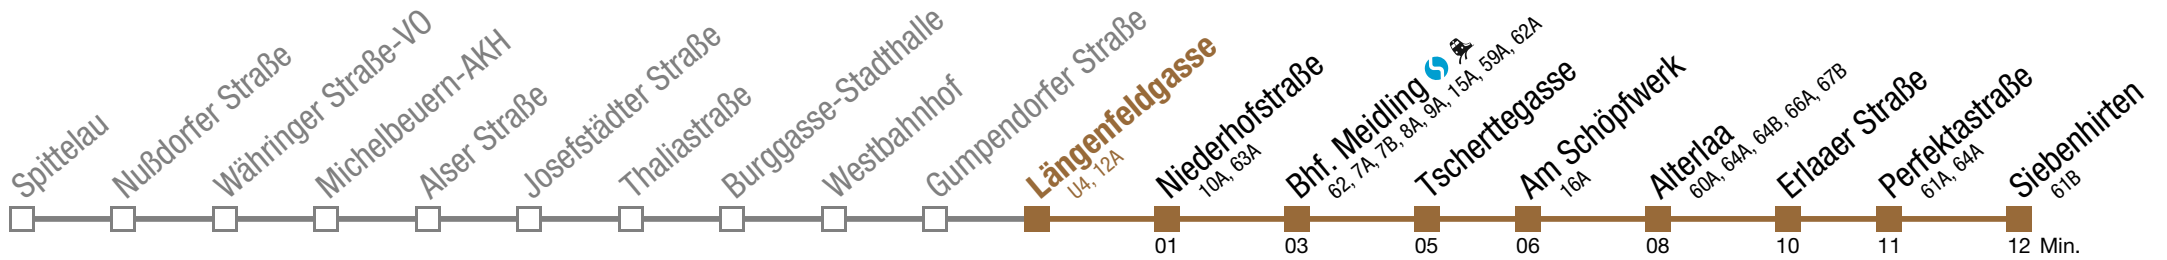 Spittelau
Nußdorfer Straße
Währinger Straße-VO
Michelbeuern-AKH
Alser Straße
Josefstädter Straße
Thaliastraße
Burggasse-Stadthalle
Westbahnhof
Gumpendorfer Straße
Längenfeldgasse
U4, 12A
Niederhofstraße
10A, 63A
Bhf. Meidling
62, 7A, 7B, 8A, 9A, 15A, 59A, 62A
Tscherttegasse
Am Schöpfwerk
16A
Alterlaa
60A, 64A, 64B, 66A, 67B
Erlaaer Straße
Perfektastraße
61A, 64A
Siebenhirten
61B
01 03 05 06 08 10 11 12 Min.